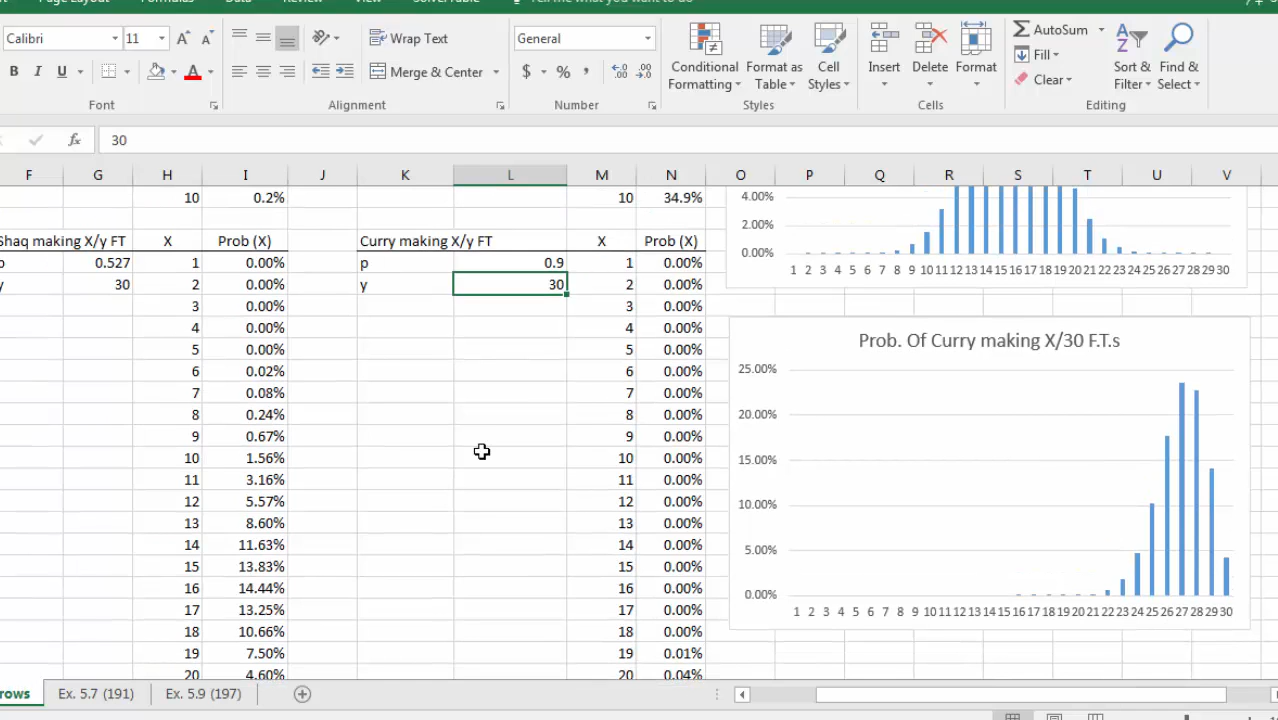 Page Layout Formulas Data Review View SolverTable Tell me what you want to do
Calibri 11 Wrap Text General AutoSum
B I U Merge & Center $ % , Conditional Formatting Format as Table Cell Styles Insert Delete Format Fill Clear Sort & Filter Find & Select
Font Alignment Number Styles Cells Editing
fx 30
F G H I J K L M N O P Q R S T U V
10 0.2% 10 34.9%
Shaq making X/y FT X Prob (X) Curry making X/y FT X Prob (X)
p 0.527 1 0.00% p 0.9 1 0.00%
y 30 2 0.00% y 30 2 0.00%
3 0.00% 3 0.00%
4 0.00% 4 0.00%
5 0.00% 5 0.00%
6 0.02% 6 0.00%
7 0.08% 7 0.00%
8 0.24% 8 0.00%
9 0.67% 9 0.00%
10 1.56% 10 0.00%
11 3.16% 11 0.00%
12 5.57% 12 0.00%
13 8.60% 13 0.00%
14 11.63% 14 0.00%
15 13.83% 15 0.00%
16 14.44% 16 0.00%
17 13.25% 17 0.00%
18 10.66% 18 0.00%
19 7.50% 19 0.01%
20 4.60% 20 0.04%
4.00%
2.00%
0.00%
1 2 3 4 5 6 7 8 9 10 11 12 13 14 15 16 17 18 19 20 21 22 23 24 25 26 27 28 29 30
Prob. Of Curry making X/30 F.T.s
25.00%
20.00%
15.00%
10.00%
5.00%
0.00%
1 2 3 4 5 6 7 8 9 10 11 12 13 14 15 16 17 18 19 20 21 22 23 24 25 26 27 28 29 30
rows Ex. 5.7 (191) Ex. 5.9 (197)